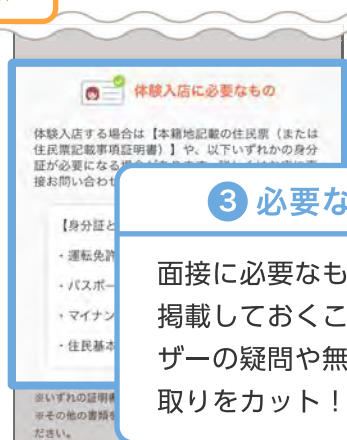 体験入店に必要なもの
体験入店する場合は【本籍地記載の住民票（または
住民票記載事項証明書）】や、以下いずれかの身分
証が必要になる
接お問い合わせ
【身分証と
・運転免許
・パスポー
・マイナン
・住民基本
❸ 必要な
面接に必要なも
掲載しておくこ
ザーの疑問や無
取りをカット！
※いずれの証明書
※その他の書類を
ださい。